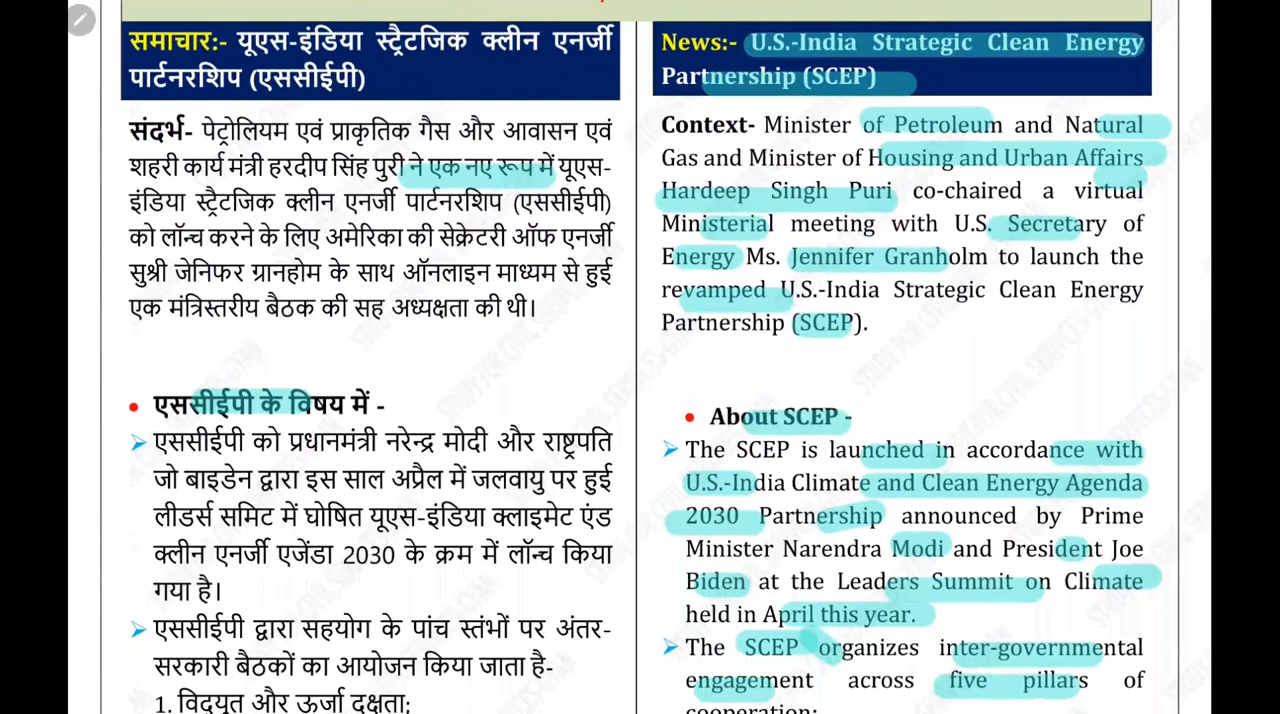 समाचार:- यूएस-इंडिया स्ट्रैटजिक क्लीन एनर्जी
पार्टनरशिप (एससीईपी)
संदर्भ- पेट्रोलियम एवं प्राकृतिक गैस और आवासन एवं
शहरी कार्य मंत्री हरदीप सिंह पुरी ने एक नए रूप में यूएस-
इंडिया स्ट्रैटजिक क्लीन एनर्जी पार्टनरशिप (एससीईपी)
को लॉन्च करने के लिए अमेरिका की सेक्रेटरी ऑफ एनर्जी
सुश्री जेनिफर ग्रानहोम के साथ ऑनलाइन माध्यम से हुई
एक मंत्रिस्तरीय बैठक की सह अध्यक्षता की थी।
• एससीईपी के विषय में -
➢ एससीईपी को प्रधानमंत्री नरेन्द्र मोदी और राष्ट्रपति
जो बाइडेन द्वारा इस साल अप्रैल में जलवायु पर हुई
लीडर्स समिट में घोषित यूएस-इंडिया क्लाइमेट एंड
क्लीन एनर्जी एजेंडा 2030 के क्रम में लॉन्च किया
गया है।
➢ एससीईपी द्वारा सहयोग के पांच स्तंभों पर अंतर-
सरकारी बैठकों का आयोजन किया जाता है-
1. विद्युत और ऊर्जा दक्षता;
News:- U.S.-India Strategic Clean Energy
Partnership (SCEP)
Context- Minister of Petroleum and Natural
Gas and Minister of Housing and Urban Affairs
Hardeep Singh Puri co-chaired a virtual
Ministerial meeting with U.S. Secretary of
Energy Ms. Jennifer Granholm to launch the
revamped U.S.-India Strategic Clean Energy
Partnership (SCEP).
• About SCEP -
➢ The SCEP is launched in accordance with
U.S.-India Climate and Clean Energy Agenda
2030 Partnership announced by Prime
Minister Narendra Modi and President Joe
Biden at the Leaders Summit on Climate
held in April this year.
➢ The SCEP organizes inter-governmental
engagement across five pillars of
cooperation: